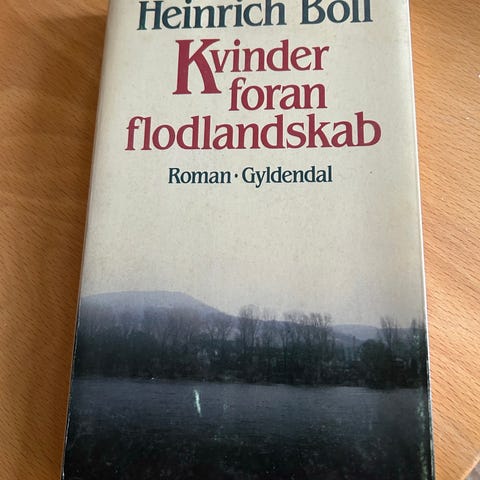 Heinrich Böll
Kvinder
foran
flodlandskab
Roman · Gyldendal